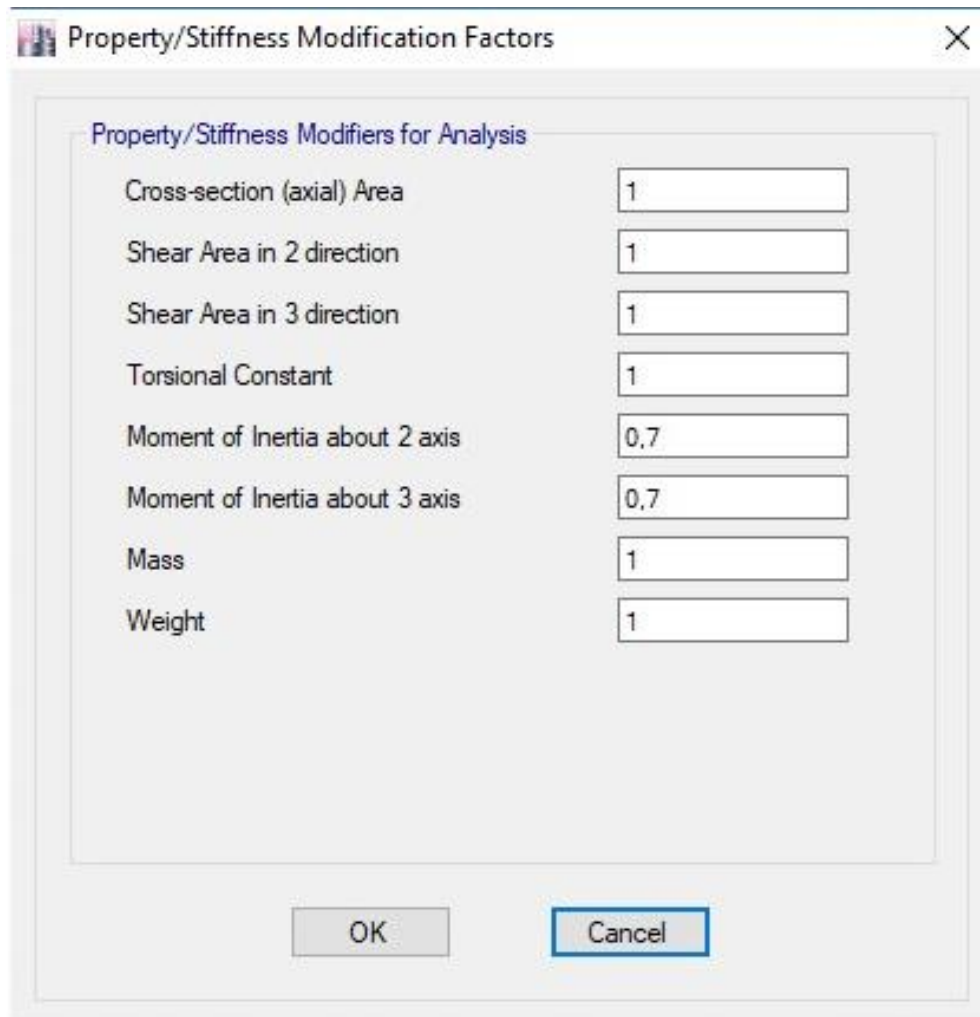 Property/Stiffness Modification Factors
Property/Stiffness Modifiers for Analysis
Cross-section (axial) Area 1
Shear Area in 2 direction 1
Shear Area in 3 direction 1
Torsional Constant 1
Moment of Inertia about 2 axis 0,7
Moment of Inertia about 3 axis 0,7
Mass 1
Weight 1
OK Cancel